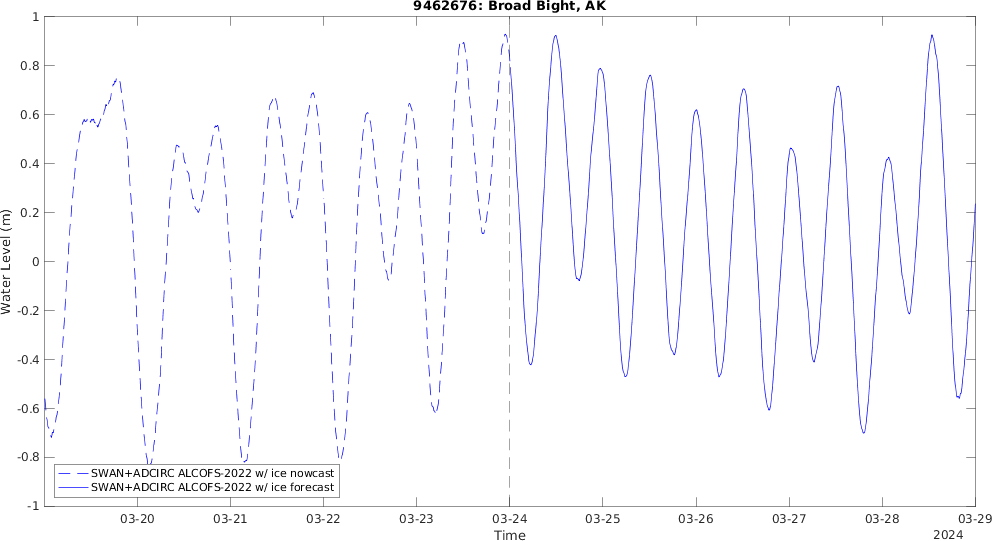 9462676: Broad Bight, AK
Water Level (m)
1
0.8
0.6
0.4
0.2
0
-0.2
-0.4
-0.6
-0.8
-1
SWAN+ADCIRC ALCOFS-2022 w/ ice nowcast
SWAN+ADCIRC ALCOFS-2022 w/ ice forecast
03-20 03-21 03-22 03-23 03-24 03-25 03-26 03-27 03-28 03-29
Time
2024